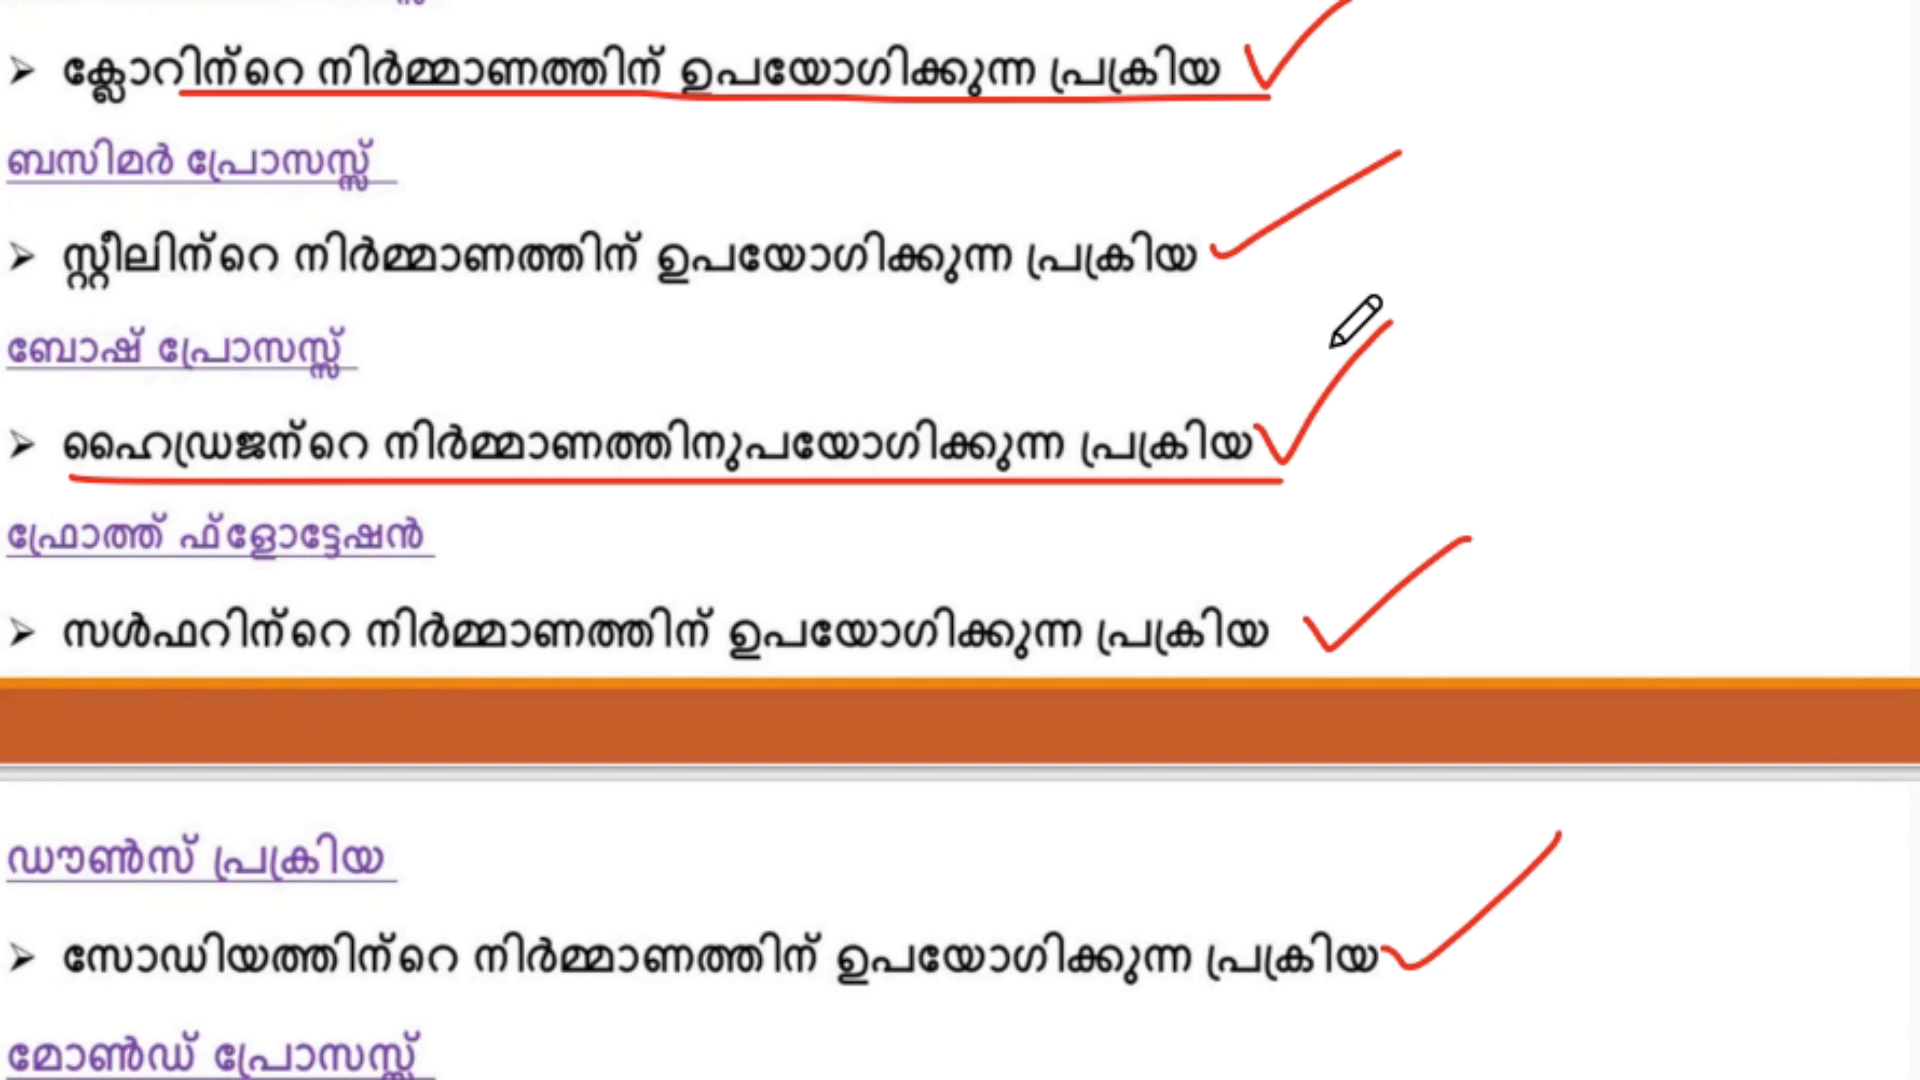 ➢ ക്ലോറിന്റെ നിർമ്മാണത്തിന് ഉപയോഗിക്കുന്ന പ്രക്രിയ
ബസിമർ പ്രോസസ്സ്
➢ സ്റ്റീലിന്റെ നിർമ്മാണത്തിന് ഉപയോഗിക്കുന്ന പ്രക്രിയ
ബോഷ് പ്രോസസ്സ്
➢ ഹൈഡ്രജന്റെ നിർമ്മാണത്തിനുപയോഗിക്കുന്ന പ്രക്രിയ
ഫ്രോത്ത് ഫ്ളോട്ടേഷൻ
➢ സൾഫറിന്റെ നിർമ്മാണത്തിന് ഉപയോഗിക്കുന്ന പ്രക്രിയ
ഡൗൺസ് പ്രക്രിയ
➢ സോഡിയത്തിന്റെ നിർമ്മാണത്തിന് ഉപയോഗിക്കുന്ന പ്രക്രിയ
മോൺഡ് പ്രോസസ്സ്